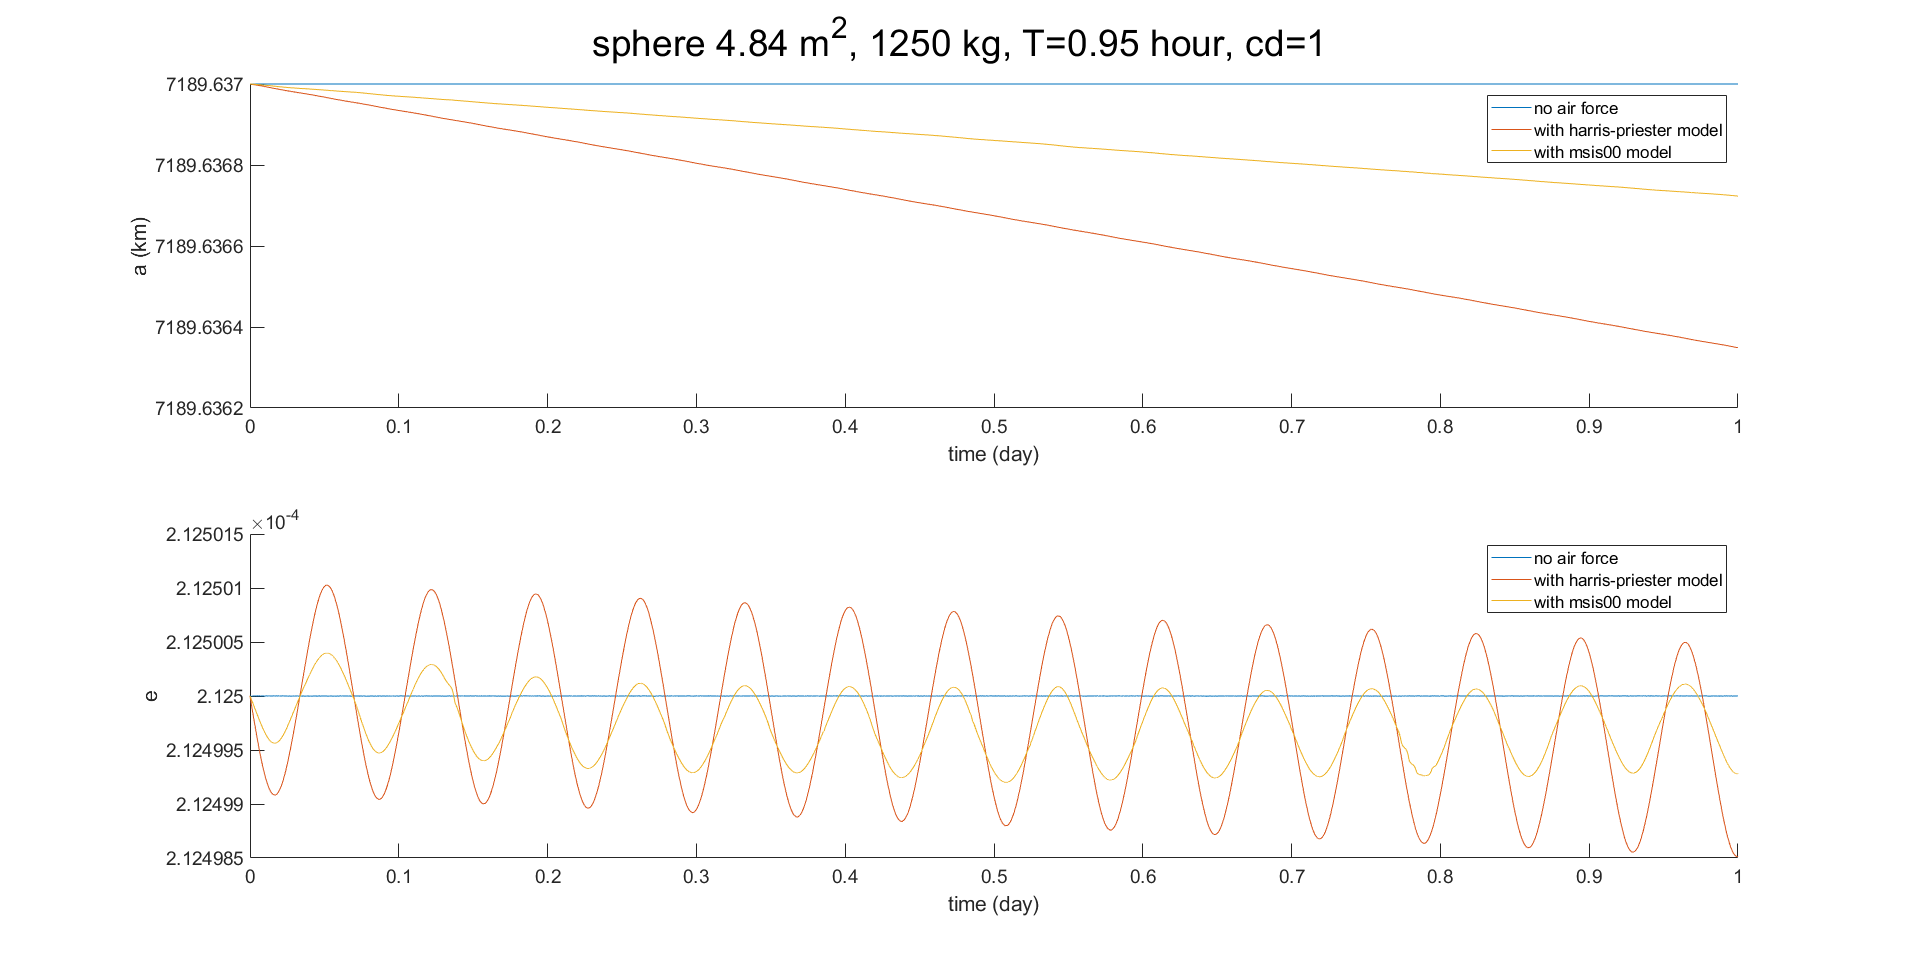 sphere 4.84 m², 1250 kg, T=0.95 hour, cd=1
7189.637
7189.6368
7189.6366
7189.6364
7189.6362
a (km)
no air force
with harris-priester model
with msis00 model
0 0.1 0.2 0.3 0.4 0.5 0.6 0.7 0.8 0.9 1
time (day)
×10⁻⁴
2.125015
2.12501
2.125005
2.125
2.124995
2.12499
2.124985
e
no air force
with harris-priester model
with msis00 model
0 0.1 0.2 0.3 0.4 0.5 0.6 0.7 0.8 0.9 1
time (day)